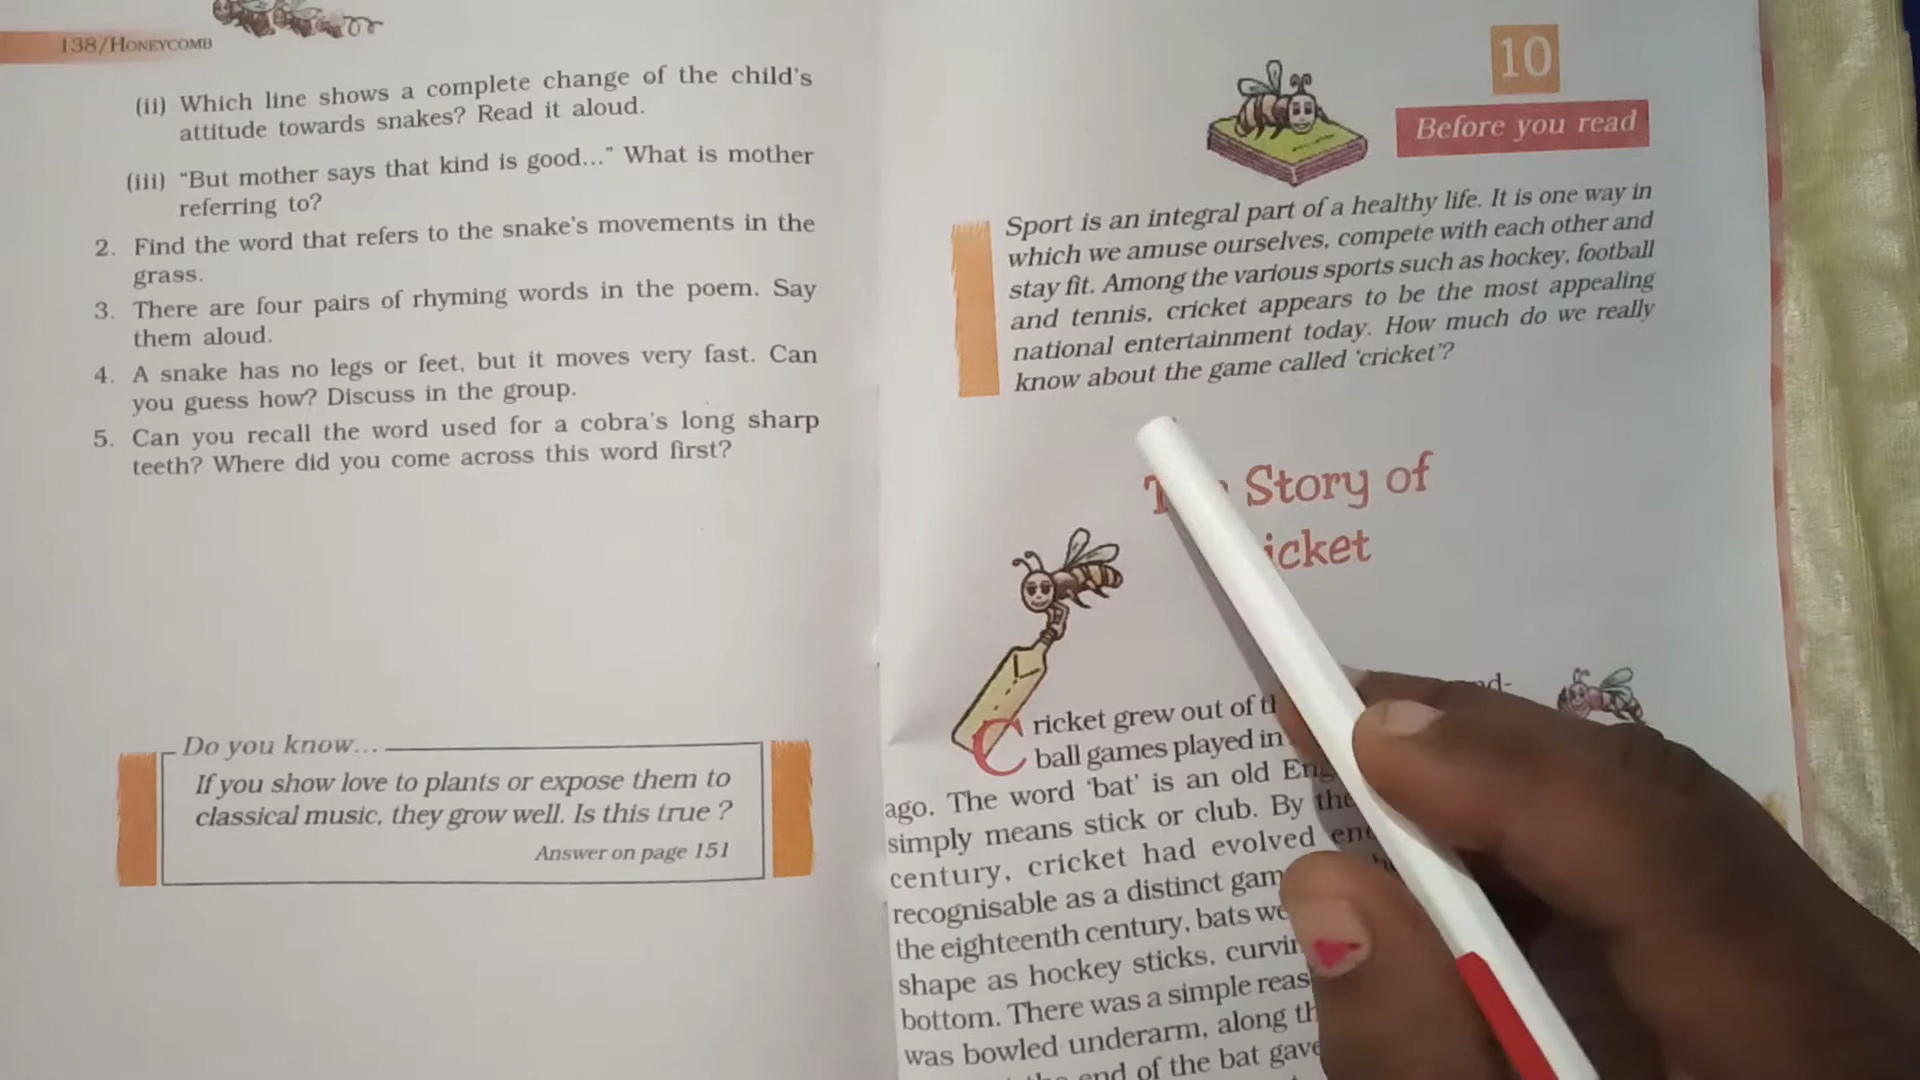 138/HONEYCOMB
(ii) Which line shows a complete change of the child's
attitude towards snakes? Read it aloud.
(iii) “But mother says that kind is good...” What is mother
referring to?
2. Find the word that refers to the snake's movements in the
grass.
3. There are four pairs of rhyming words in the poem. Say
them aloud.
4. A snake has no legs or feet, but it moves very fast. Can
you guess how? Discuss in the group.
5. Can you recall the word used for a cobra's long sharp
teeth? Where did you come across this word first?
Do you know...
If you show love to plants or expose them to
classical music, they grow well. Is this true ?
Answer on page 151
10
Before you read
Sport is an integral part of a healthy life. It is one way in
which we amuse ourselves, compete with each other and
stay fit. Among the various sports such as hockey, football
and tennis, cricket appears to be the most appealing
national entertainment today. How much do we really
know about the game called ‘cricket’?
Story of
Cricket grew out of
ball games played in
ago. The word ‘bat’ is an old
simply means stick or club. By the
century, cricket had evolved
recognisable as a distinct
the eighteenth century, bats
shape as hockey sticks,
bottom. There was a simple
was bowled underarm, along
end of the bat gave